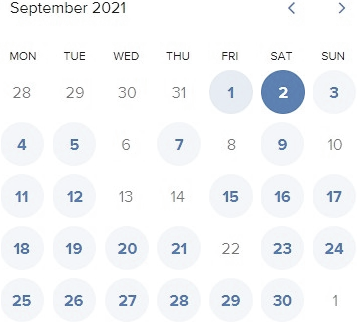 September 2021
MON TUE WED THU FRI SAT SUN
28 29 30 31 1 2 3
4 5 6 7 8 9 10
11 12 13 14 15 16 17
18 19 20 21 22 23 24
25 26 27 28 29 30 1